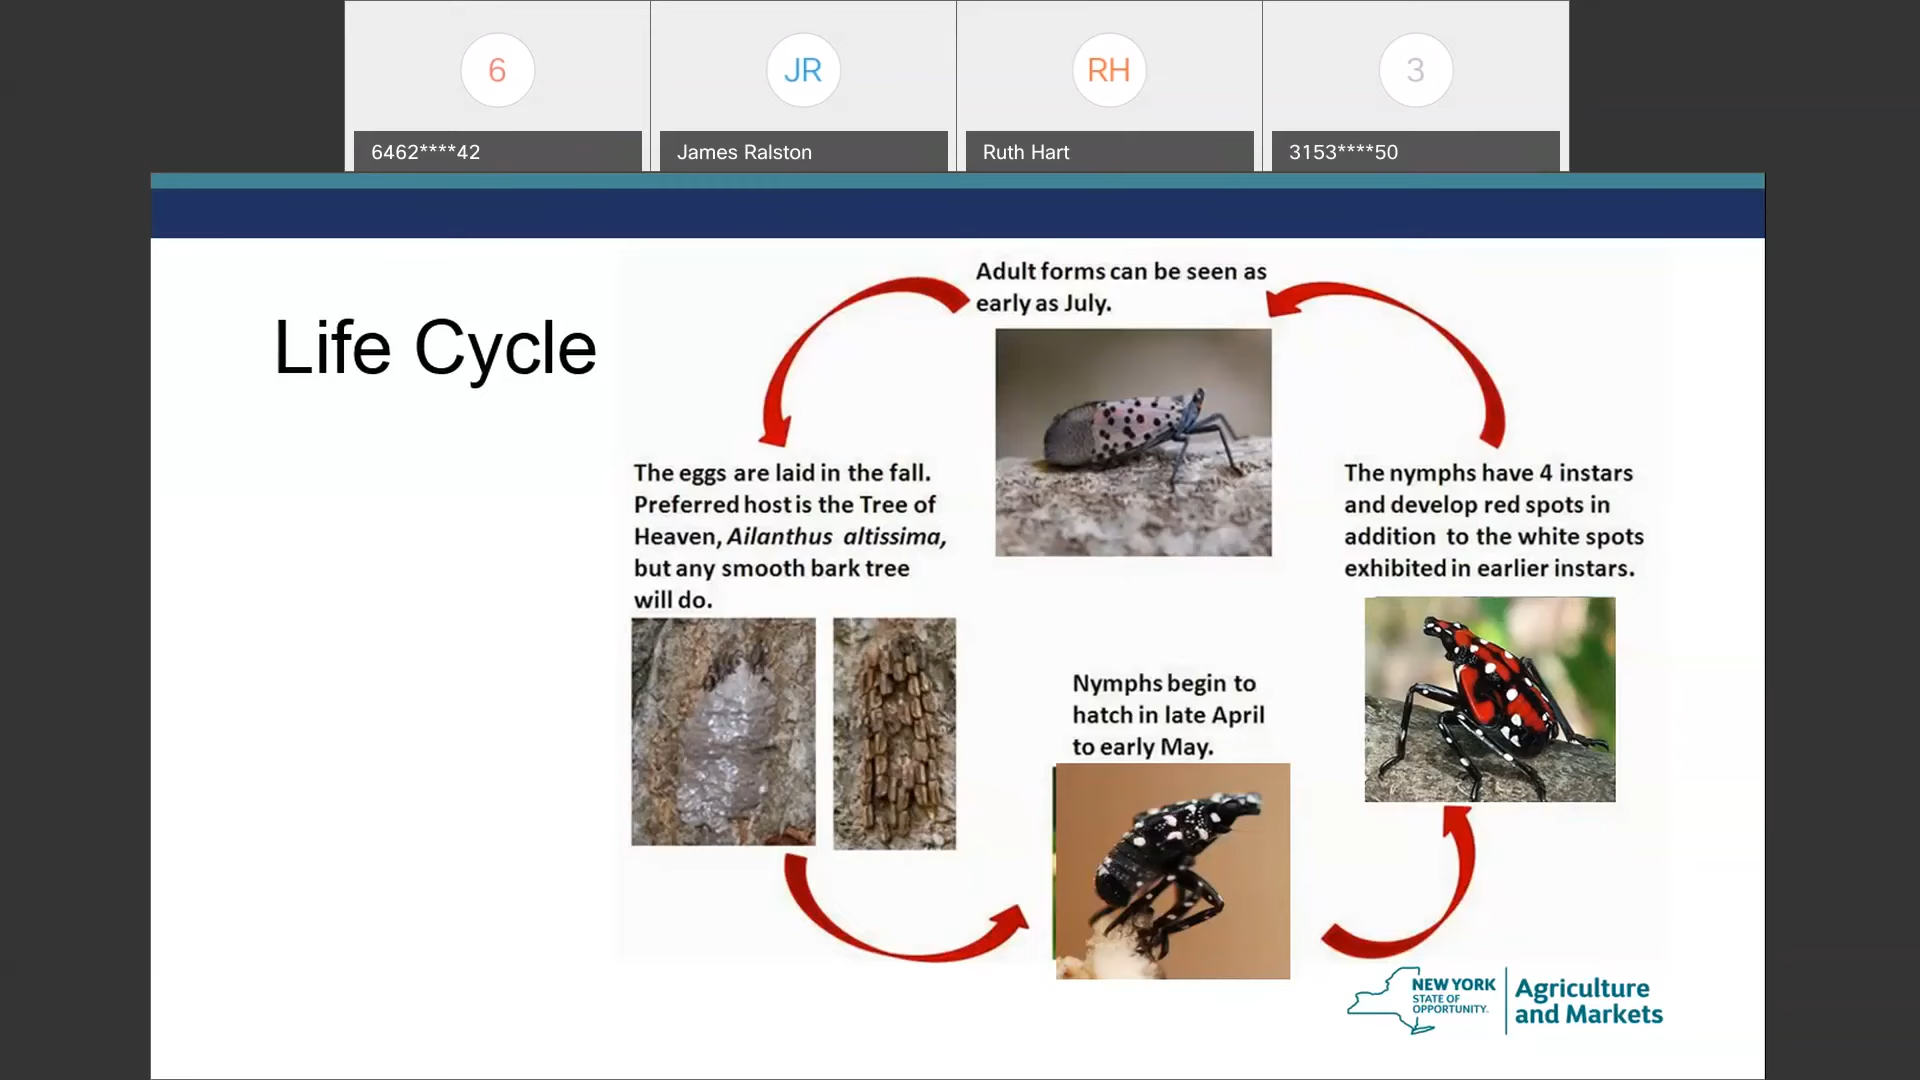 6
JR
RH
3
6462****42
James Ralston
Ruth Hart
3153****50
Life Cycle
Adult forms can be seen as
early as July.
The eggs are laid in the fall.
Preferred host is the Tree of
Heaven, Ailanthus altissima,
but any smooth bark tree
will do.
Nymphs begin to
hatch in late April
to early May.
The nymphs have 4 instars
and develop red spots in
addition to the white spots
exhibited in earlier instars.
NEW YORK
STATE OF
OPPORTUNITY.
Agriculture
and Markets